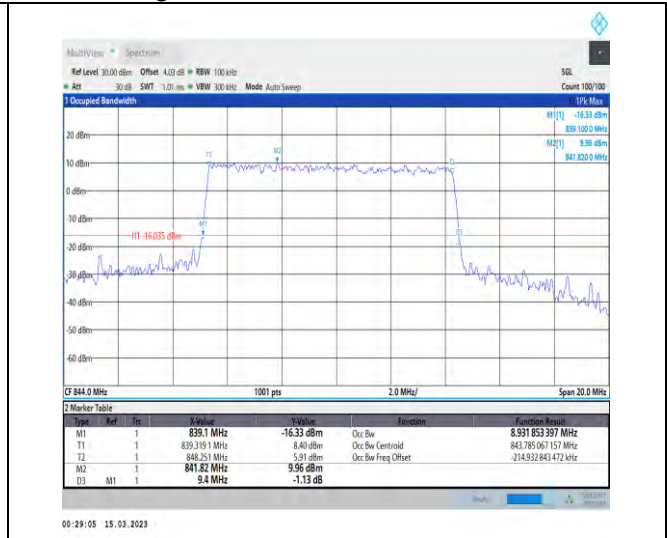 MultiView Spectrum
Ref Level 30.00 dBm Offset 4.03 dB RBW 100 kHz SGL
Att 30 dB SWT 1.01 ms VBW 300 kHz Mode Auto Sweep Count 100/100
1 Occupied Bandwidth 1Pk Max
M1[1] -16.33 dBm
839.100 0 MHz
M2[1] 9.96 dBm
841.820 0 MHz
20 dBm
10 dBm
0 dBm
-10 dBm
-20 dBm
-30 dBm
-40 dBm
-50 dBm
-60 dBm
T1
M2
M1
H1 -16.035 dBm
CF 844.0 MHz 1001 pts 2.0 MHz/ Span 20.0 MHz
2 Marker Table
Type Ref Trc X-Value Y-Value Function Function Result
M1 1 839.1 MHz -16.33 dBm Occ Bw 8.931 853 397 MHz
T1 1 839.319 1 MHz 8.40 dBm Occ Bw Centroid 843.785 067 157 MHz
T2 1 848.251 MHz 5.91 dBm Occ Bw Freq Offset -214.932 843 472 kHz
M2 1 841.82 MHz 9.96 dBm
D3 M1 1 9.4 MHz -1.13 dB
00:29:05 15.03.2023